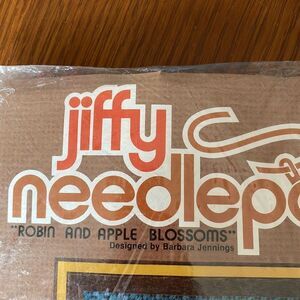 jiffy
needlepo
"ROBIN AND APPLE BLOSSOMS"
Designed by Barbara Jennings